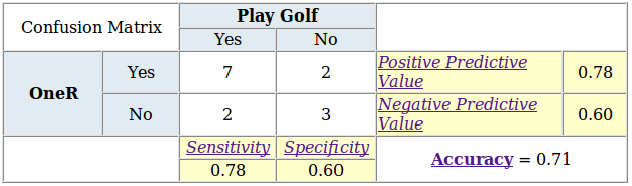 Confusion Matrix
Play Golf
Yes
No
OneR
Yes
7
2
Positive Predictive
Value
0.78
No
2
3
Negative Predictive
Value
0.60
Sensitivity
Specificity
Accuracy = 0.71
0.78
0.60